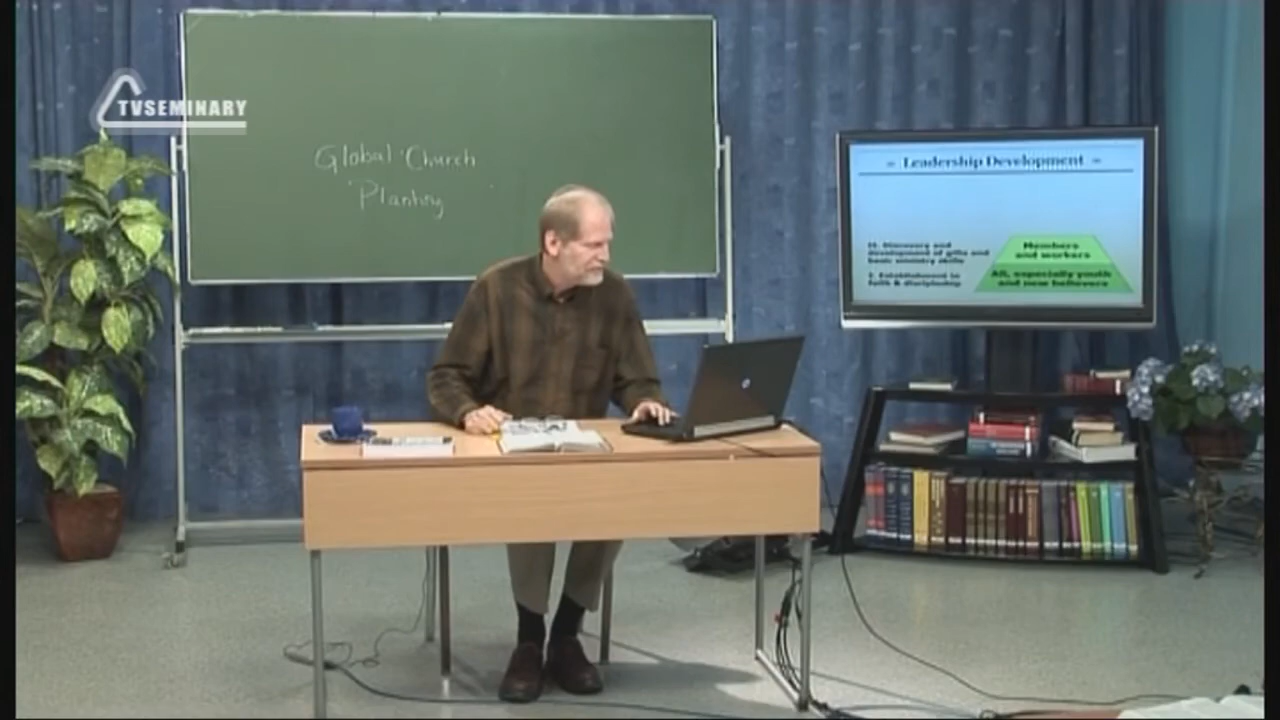 TVSEMINARY
Global Church
Planting
Leadership Development
II. Discovery and
development of gifts and
basic ministry skills
I. Establishment in
faith & discipleship
Members
and workers
All, especially youth
and new believers